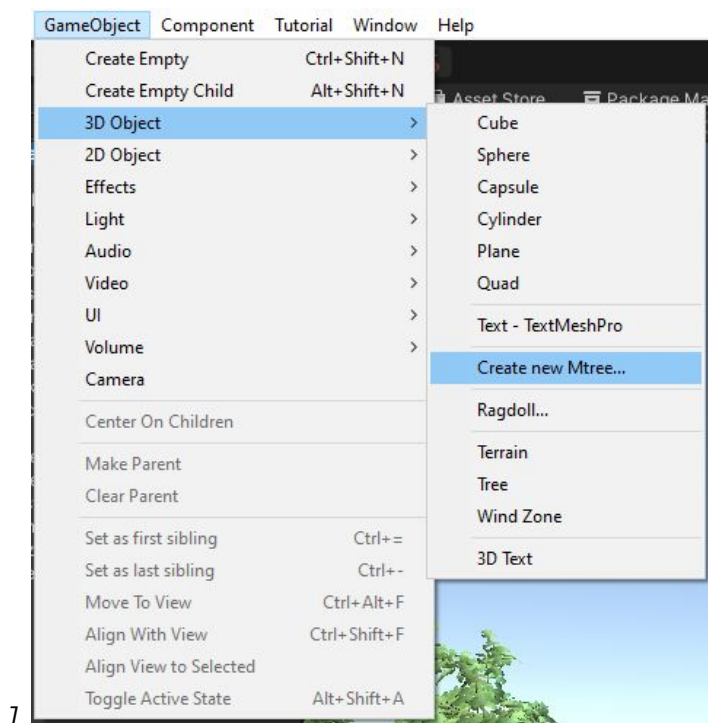 GameObject Component Tutorial Window Help
Create Empty Ctrl+Shift+N
Create Empty Child Alt+Shift+N
Asset Store Package Ma
3D Object >
2D Object >
Effects >
Light >
Audio >
Video >
UI >
Volume >
Camera
Center On Children
Make Parent
Clear Parent
Set as first sibling Ctrl+=
Set as last sibling Ctrl+-
Move To View Ctrl+Alt+F
Align With View Ctrl+Shift+F
Align View to Selected
Toggle Active State Alt+Shift+A
Cube
Sphere
Capsule
Cylinder
Plane
Quad
Text - TextMeshPro
Create new Mtree...
Ragdoll...
Terrain
Tree
Wind Zone
3D Text